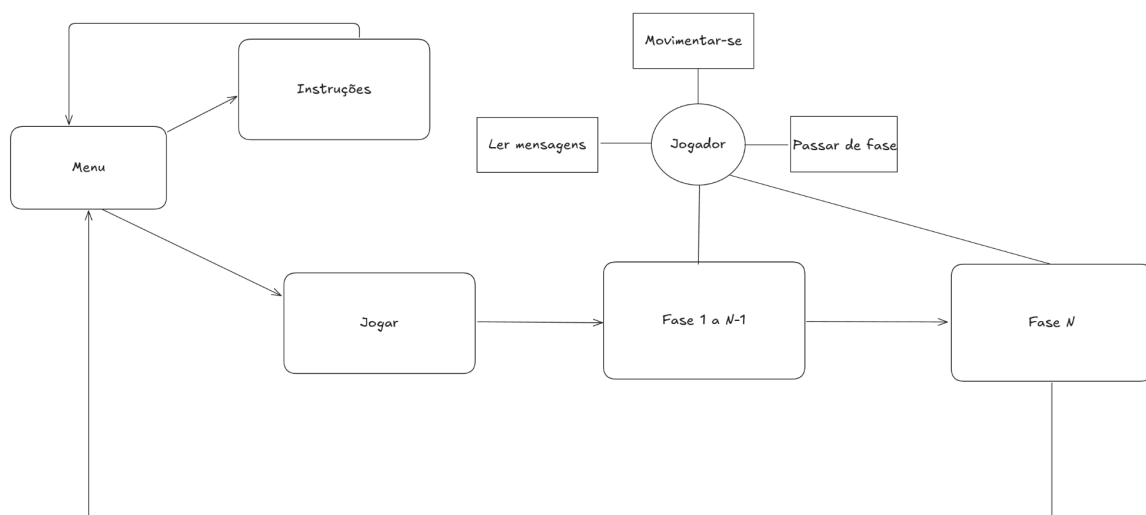 Movimentar-se
Instruções
Ler mensagens
Jogador
Passar de fase
Menu
Jogar
Fase 1 a N-1
Fase N